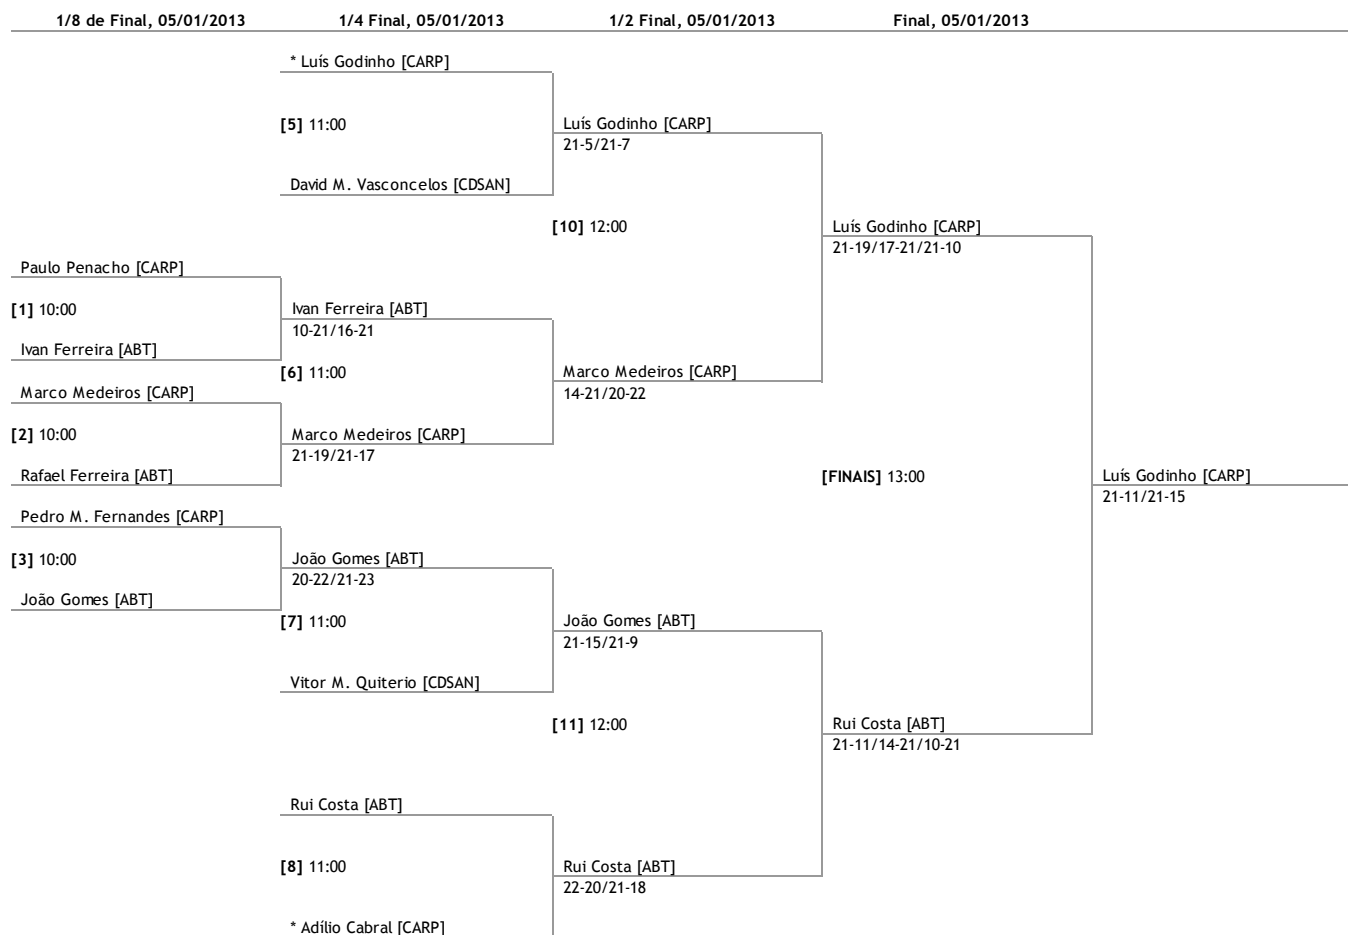 1/8 de Final, 05/01/2013 1/4 Final, 05/01/2013 1/2 Final, 05/01/2013 Final, 05/01/2013
* Luís Godinho [CARP]
[5] 11:00 Luís Godinho [CARP]
21-5/21-7
David M. Vasconcelos [CDSAN]
[10] 12:00 Luís Godinho [CARP]
21-19/17-21/21-10
Paulo Penacho [CARP]
[1] 10:00 Ivan Ferreira [ABT]
10-21/16-21
Ivan Ferreira [ABT]
[6] 11:00 Marco Medeiros [CARP]
14-21/20-22
Marco Medeiros [CARP]
[2] 10:00 Marco Medeiros [CARP]
21-19/21-17
Rafael Ferreira [ABT] [FINAIS] 13:00 Luís Godinho [CARP]
21-11/21-15
Pedro M. Fernandes [CARP]
[3] 10:00 João Gomes [ABT]
20-22/21-23
João Gomes [ABT]
[7] 11:00 João Gomes [ABT]
21-15/21-9
Vitor M. Quiterio [CDSAN]
[11] 12:00 Rui Costa [ABT]
21-11/14-21/10-21
Rui Costa [ABT]
[8] 11:00 Rui Costa [ABT]
22-20/21-18
* Adílio Cabral [CARP]